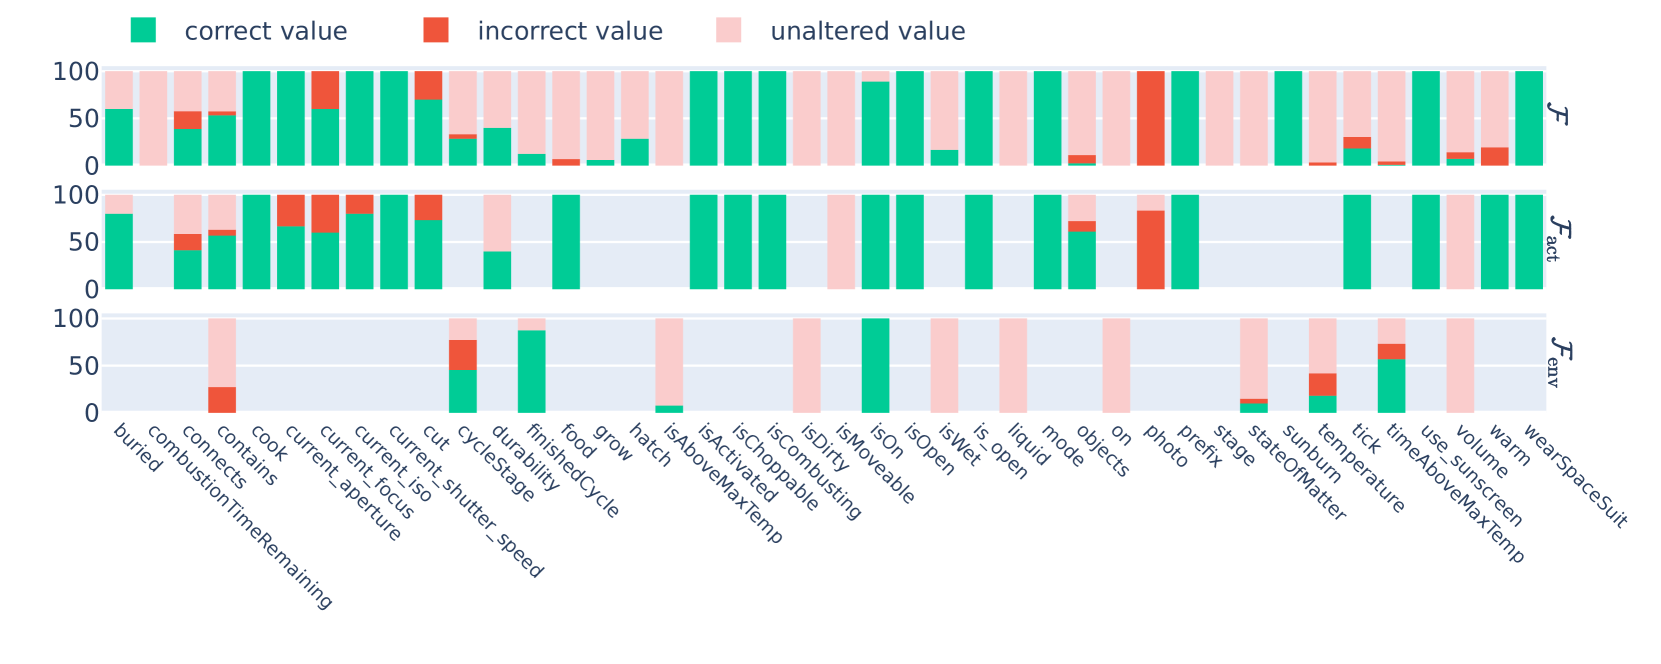 correct value incorrect value unaltered value
100
50
0
ℱ
100
50
0
ℱact
100
50
0
ℱenv
buried
combustionTimeRemaining
connects
contains
cook
current_aperture
current_focus
current_iso
current_shutter_speed
cut
cycleStage
durability
finishedCycle
food
grow
hatch
isAboveMaxTemp
isActivated
isChoppable
isCombusting
isDirty
isMoveable
isOn
isOpen
isWet
is_open
liquid
mode
objects
on
photo
prefix
stage
stateOfMatter
sunburn
temperature
tick
timeAboveMaxTemp
use_sunscreen
volume
warm
wearSpaceSuit